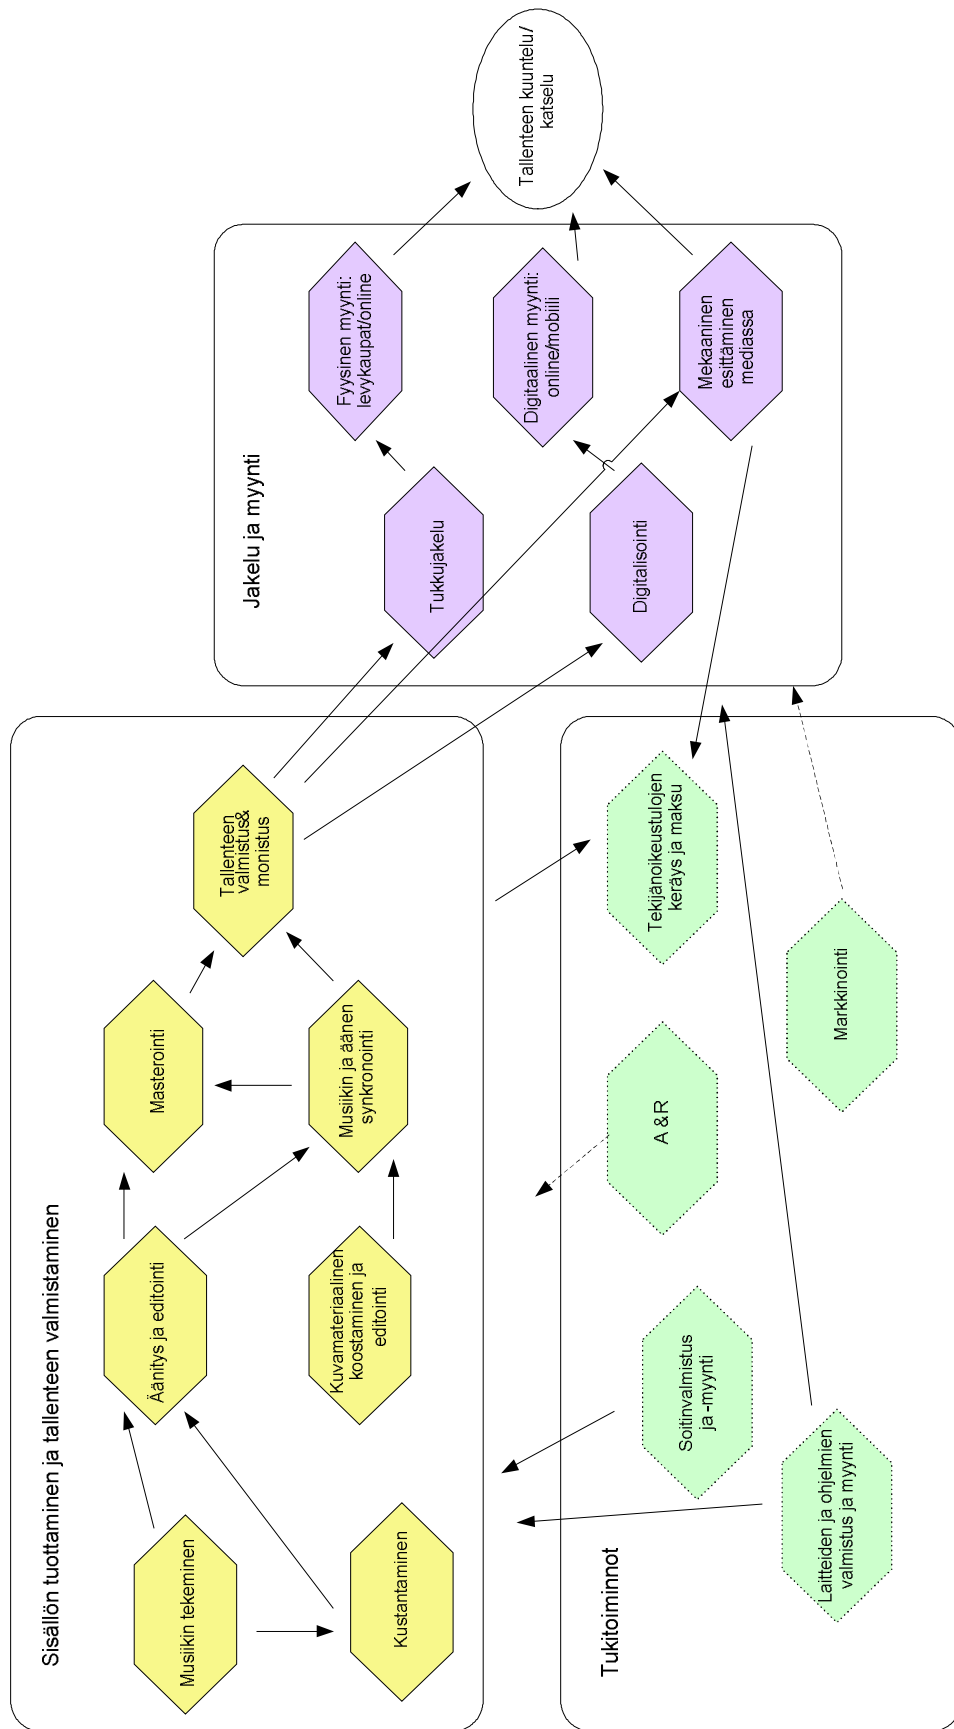 Sisällön tuottaminen ja tallenteen valmistaminen
Musiikin tekeminen
Kustantaminen
Äänitys ja editointi
Kuvamateriaalinen
koostaminen ja
editointi
Masterointi
Musiikin ja äänen
synkronointi
Tallenteen
valmistus&
monistus
Jakelu ja myynti
Tukkujakelu
Digitalisointi
Fyysinen myynti:
levykaupat/online
Digitaalinen myynti:
online/mobiili
Mekaaninen
esittäminen
mediassa
Tallenteen kuuntelu/
katselu
Tukitoiminnot
Laitteiden ja ohjelmien
valmistus ja myynti
Soitinvalmistus
ja -myynti
A & R
Markkinointi
Tekijänoikeustulojen
keräys ja maksu